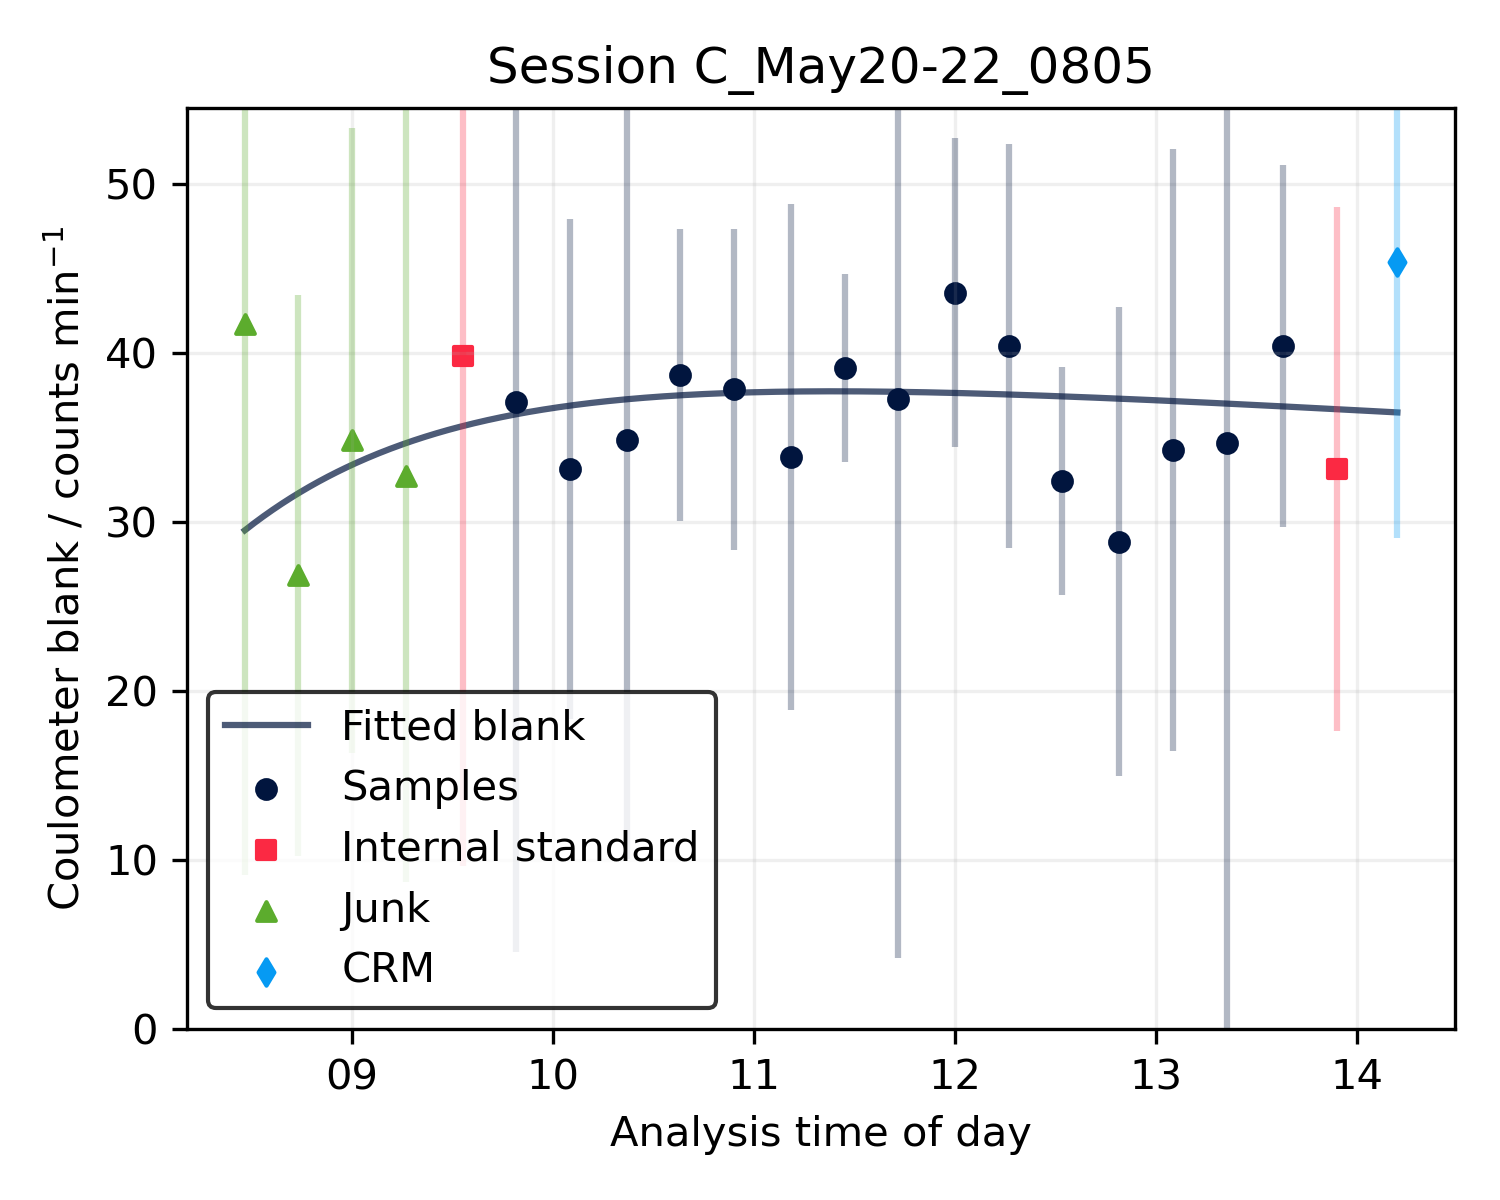 Session C_May20-22_0805
Coulometer blank / counts min⁻¹
50
40
30
20
10
0
Fitted blank
Samples
Internal standard
Junk
CRM
09 10 11 12 13 14
Analysis time of day